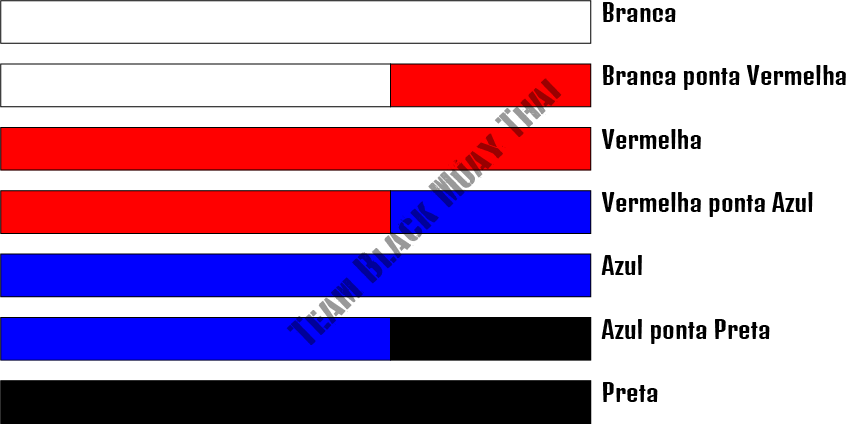 Branca
Branca ponta Vermelha
Vermelha
Vermelha ponta Azul
Azul
Azul ponta Preta
Preta
Team Black Muay Thai